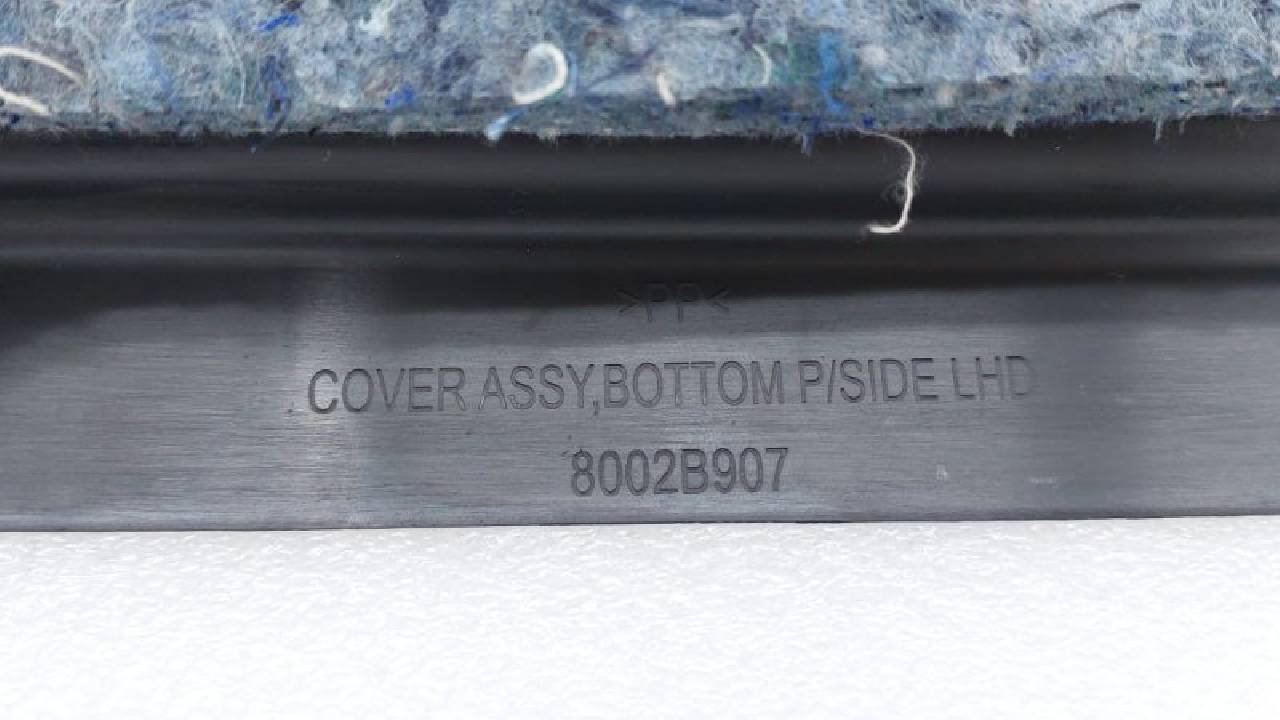 >PP<
COVER ASSY,BOTTOM P/SIDE LHD
8002B907